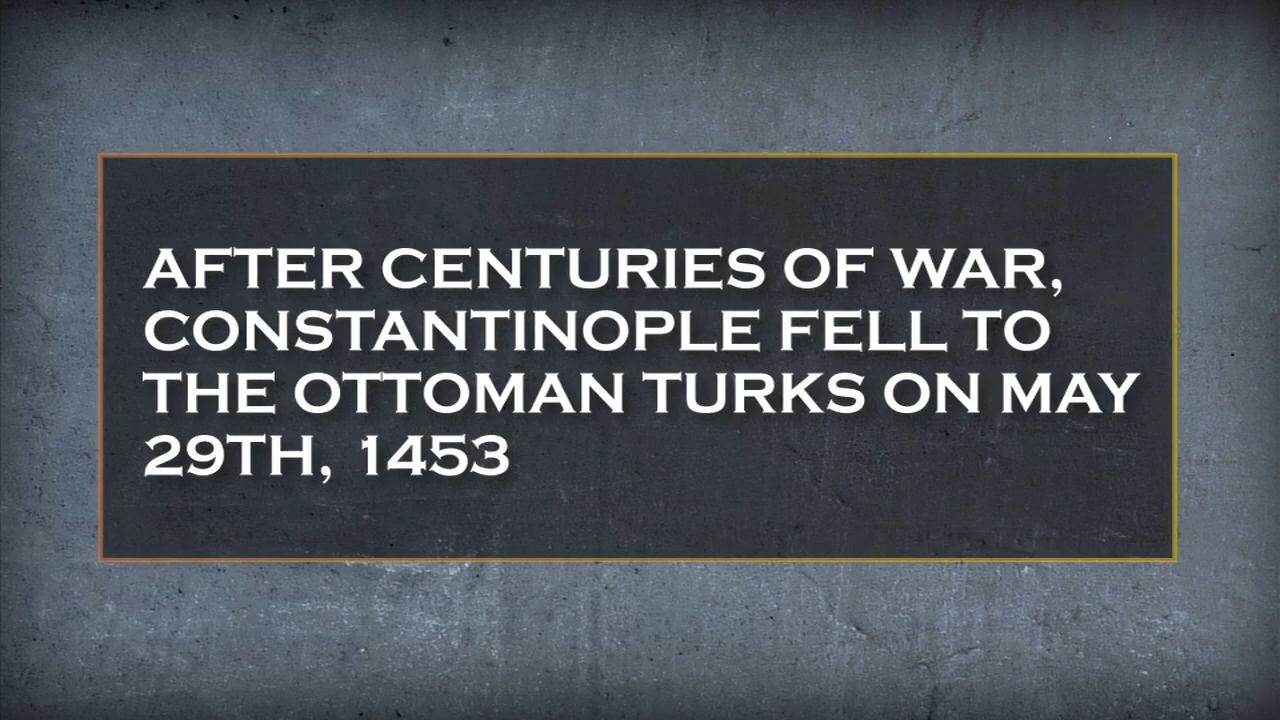 AFTER CENTURIES OF WAR,
CONSTANTINOPLE FELL TO
THE OTTOMAN TURKS ON MAY
29TH, 1453